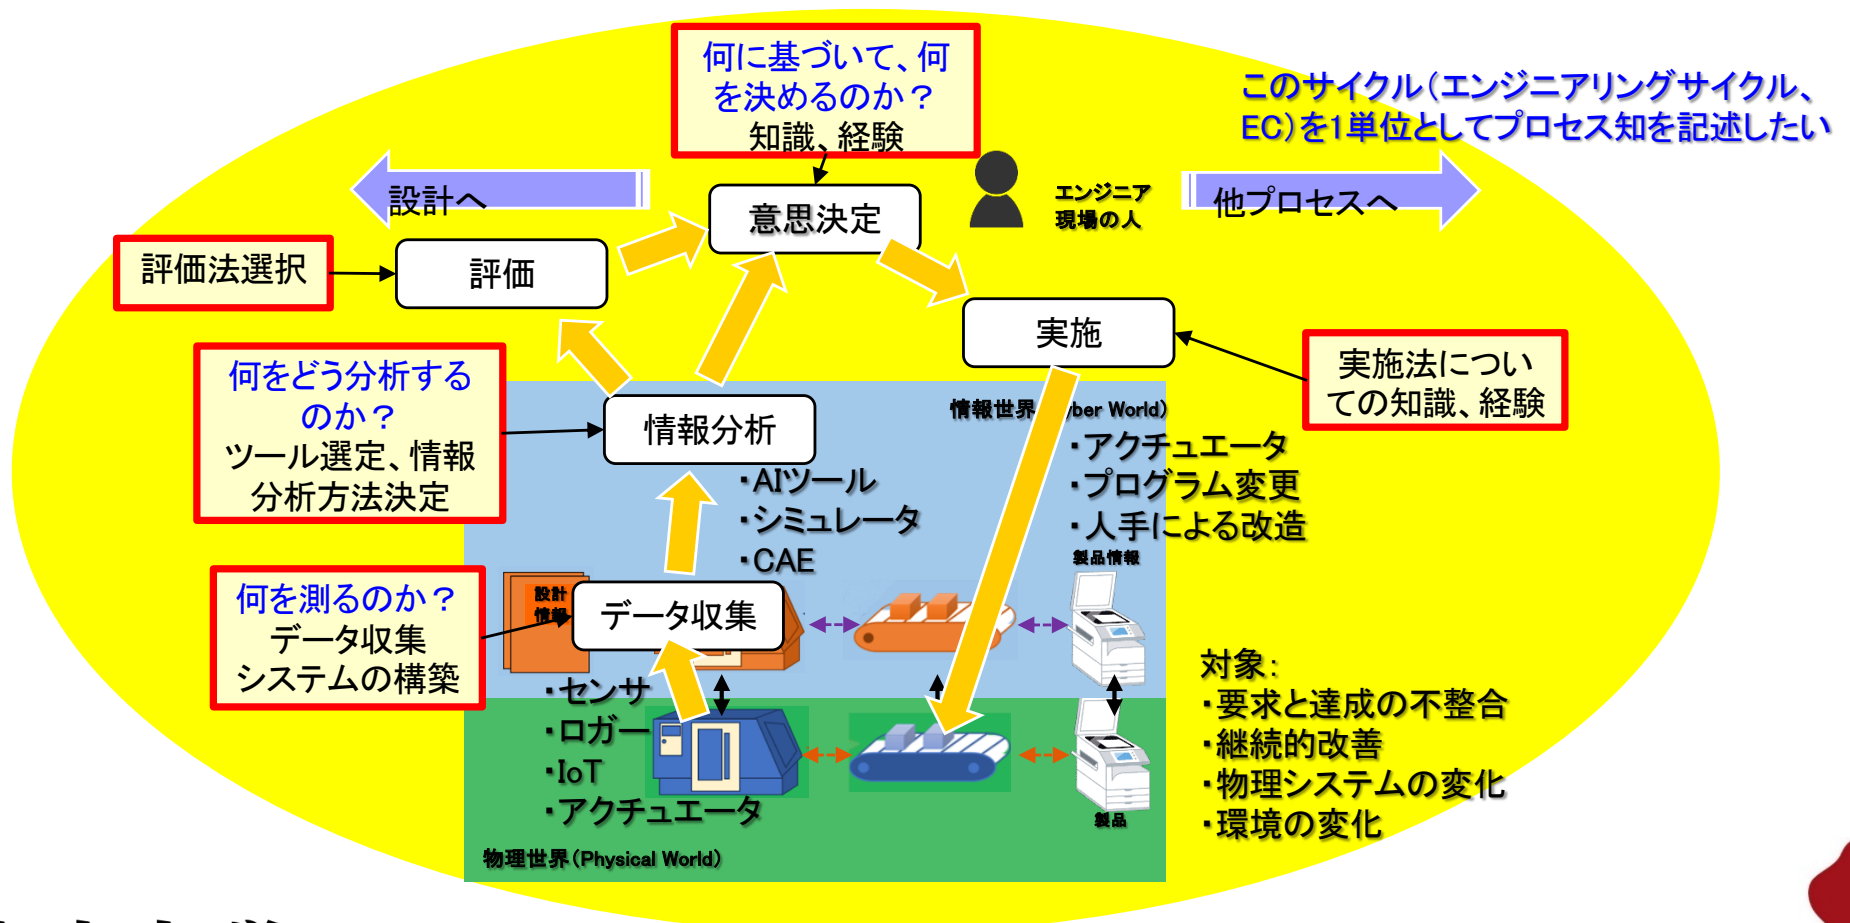 何に基づいて、何
を決めるのか？
知識、経験
このサイクル（エンジニアリングサイクル、
EC）を1単位としてプロセス知を記述したい
設計へ
意思決定
エンジニア
現場の人
他プロセスへ
評価法選択
評価
実施
実施法につい
ての知識、経験
何をどう分析する
のか？
ツール選定、情報
分析方法決定
情報分析
情報世界
yber World）
・アクチュエータ
・プログラム変更
・人手による改造
製品情報
・AIツール
・シミュレータ
・CAE
何を測るのか？
データ収集
システムの構築
設計
情報
データ収集
・センサ
・ロガー
・IoT
・アクチュエータ
対象：
・要求と達成の不整合
・継続的改善
・物理システムの変化
・環境の変化
製品
物理世界（Physical World）